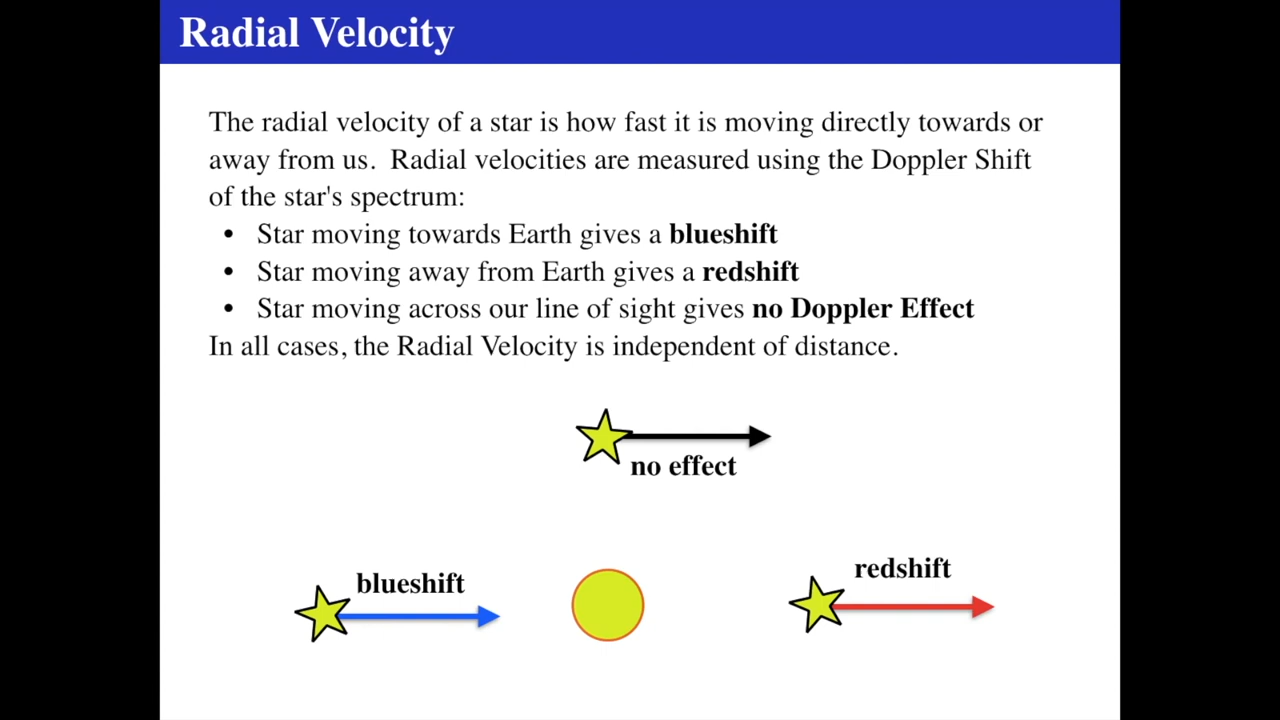 Radial Velocity
The radial velocity of a star is how fast it is moving directly towards or
away from us. Radial velocities are measured using the Doppler Shift
of the star's spectrum:
• Star moving towards Earth gives a blueshift
• Star moving away from Earth gives a redshift
• Star moving across our line of sight gives no Doppler Effect
In all cases, the Radial Velocity is independent of distance.
no effect
blueshift
redshift